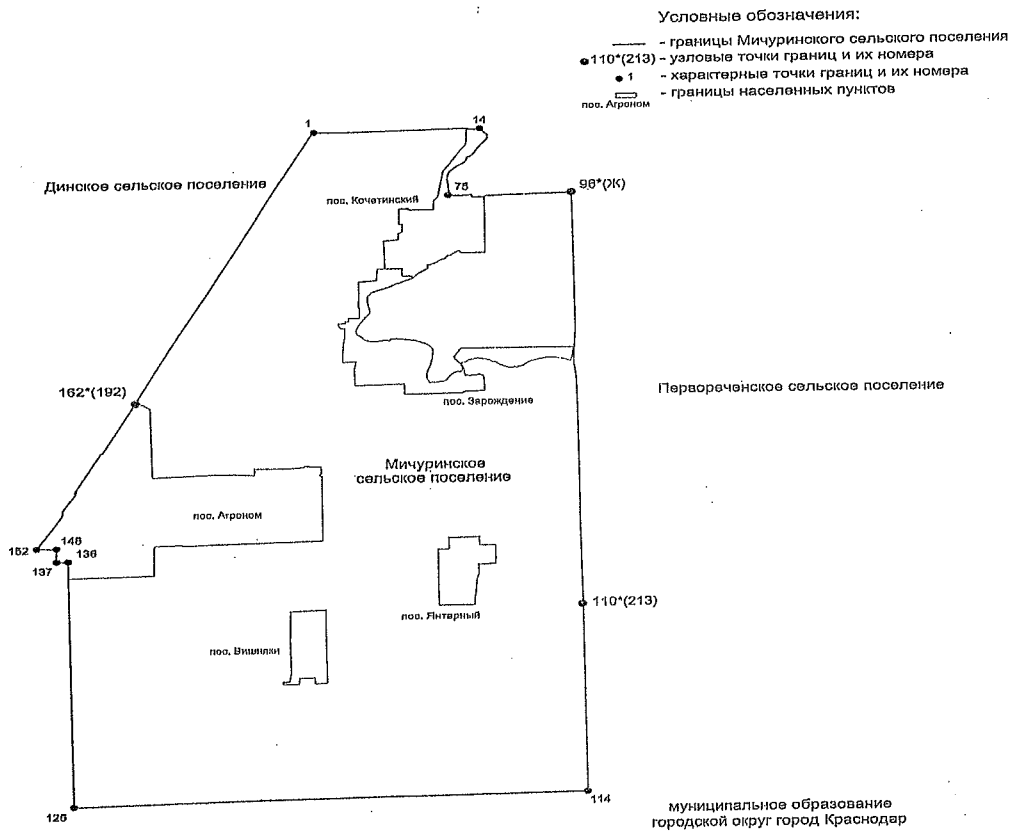 Условные обозначения:
- границы Мичуринского сельского поселения
110*(213) - узловые точки границ и их номера
1 - характерные точки границ и их номера
- границы населенных пунктов
пос. Агроном
1
14
Динское сельское поселение
75
96*(Ж)
пос. Кочетинский
162*(192)
Первореченское сельское поселение
пос. Зарождение
Мичуринское
сельское поселение
пос. Агроном
152
148
137
136
110*(213)
пос. Янтарный
пос. Вишняки
126
114
муниципальное образование
городской округ город Краснодар